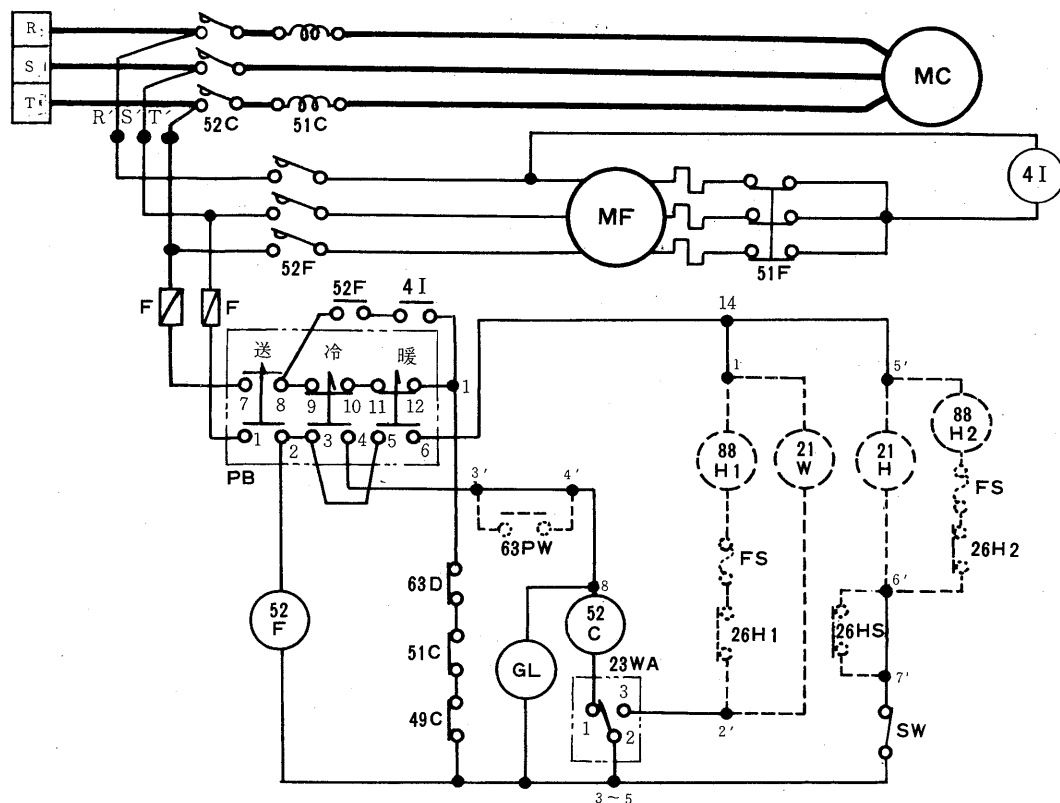 R
S
T
R' S' T'
52C
51C
MC
4I
MF
52F
51F
F
F
52F
4I
送
冷
暖
7
8
9
10
11
12
1
1
2
3
4
5
6
PB
14
1
5'
88
H1
21
W
21
H
88
H2
FS
26H2
3'
4'
63PW
FS
63D
8
6'
52
F
52
C
26H1
26HS
51C
GL
23WA
7'
49C
1
3
2
2'
SW
3～5